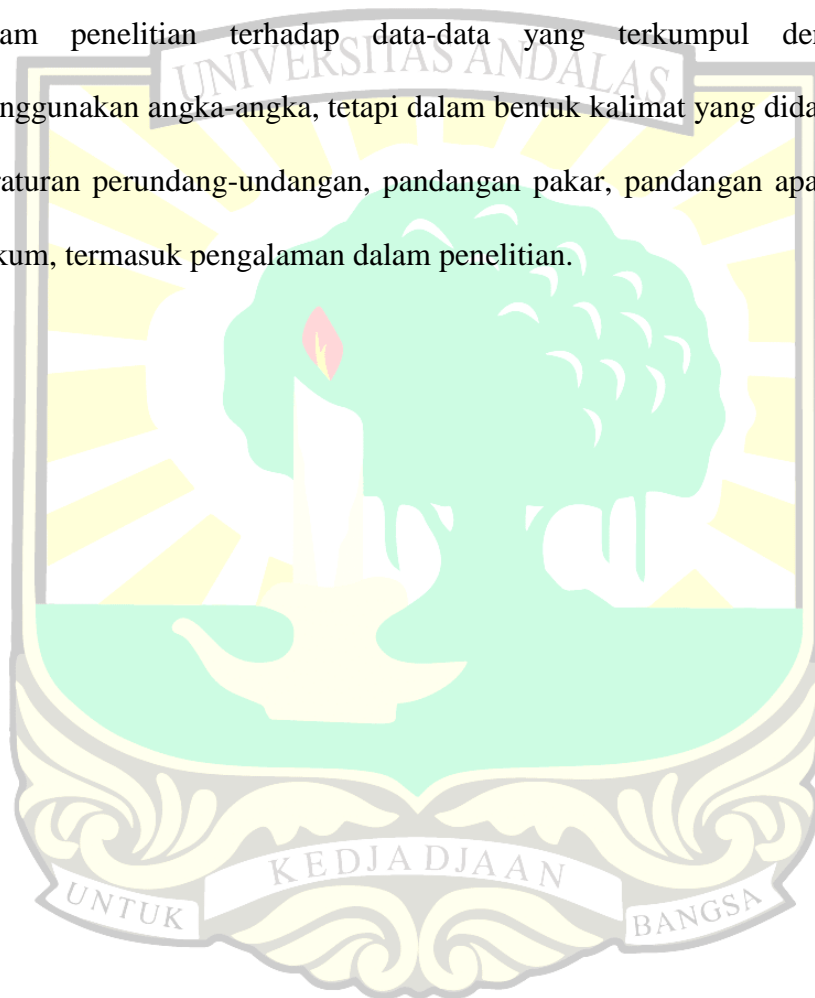 am penelitian terhadap data-data yang terkumpul der
UNIVERSITAS ANDALAS
nggunakan angka-angka, tetapi dalam bentuk kalimat yang dida
raturan perundang-undangan, pandangan pakar, pandangan apa
kum, termasuk pengalaman dalam penelitian.
UNTUK KEDJADJAAN BANGSA